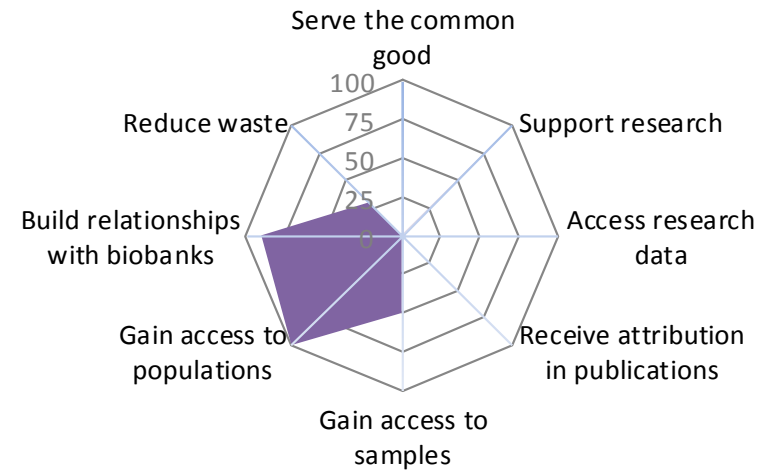 Serve the common
good
100
75
50
25
0
Reduce waste
Support research
Build relationships
with biobanks
Access research
data
Gain access to
populations
Receive attribution
in publications
Gain access to
samples